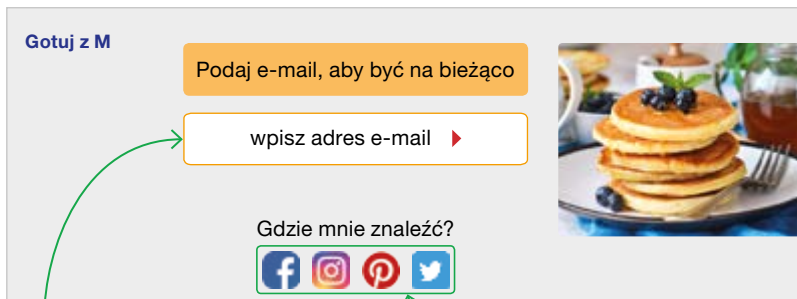 Gotuj z M
Podaj e-mail, aby być na bieżąco
wpisz adres e-mail
Gdzie mnie znaleźć?